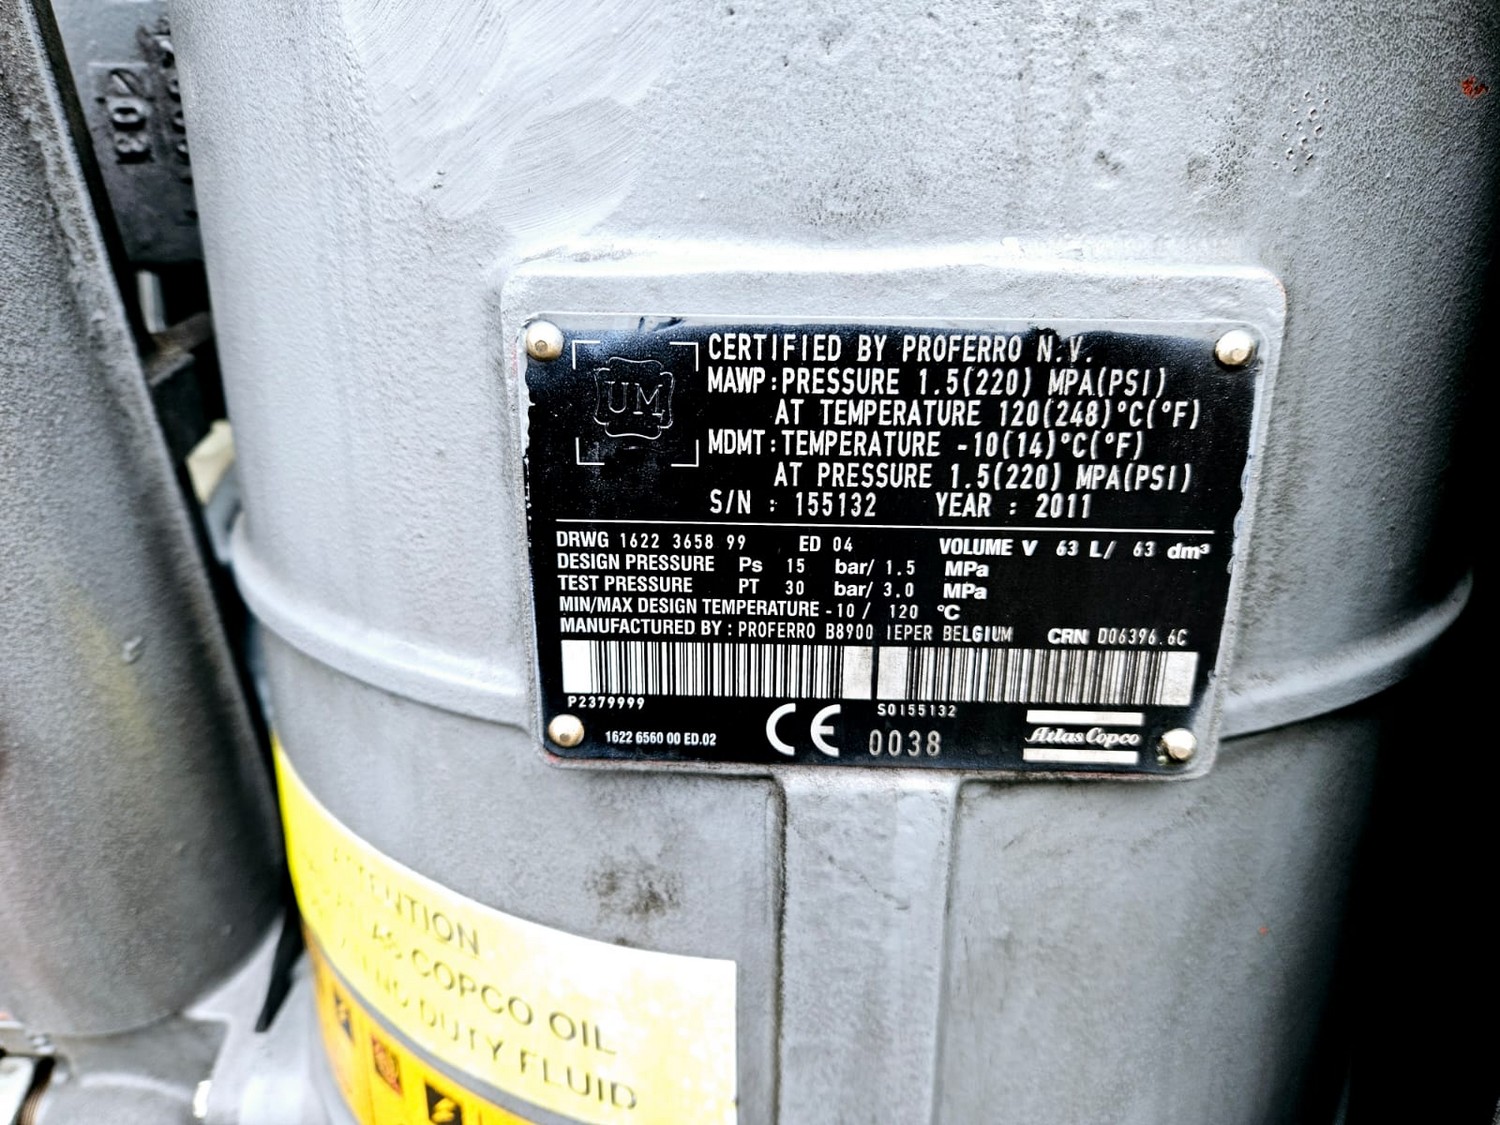 UM
CERTIFIED BY PROFERRO N.V.
MAWP:PRESSURE 1.5(220) MPA(PSI)
AT TEMPERATURE 120(248)°C(°F)
MDMT:TEMPERATURE -10(14)°C(°F)
AT PRESSURE 1.5(220) MPA(PSI)
S/N : 155132 YEAR : 2011
DRWG 1622 3658 99 ED 04 VOLUME V 63 L/ 63 dm³
DESIGN PRESSURE Ps 15 bar/ 1.5 MPa
TEST PRESSURE PT 30 bar/ 3.0 MPa
MIN/MAX DESIGN TEMPERATURE -10 / 120 °C
MANUFACTURED BY : PROFERRO B8900 IEPER BELGIUM CRN D06396.6C
P2379999 S0155132
1622 6560 00 ED.02 CE 0038 Atlas Copco
ATTENTION
COPCO OIL
DUTY FLUID